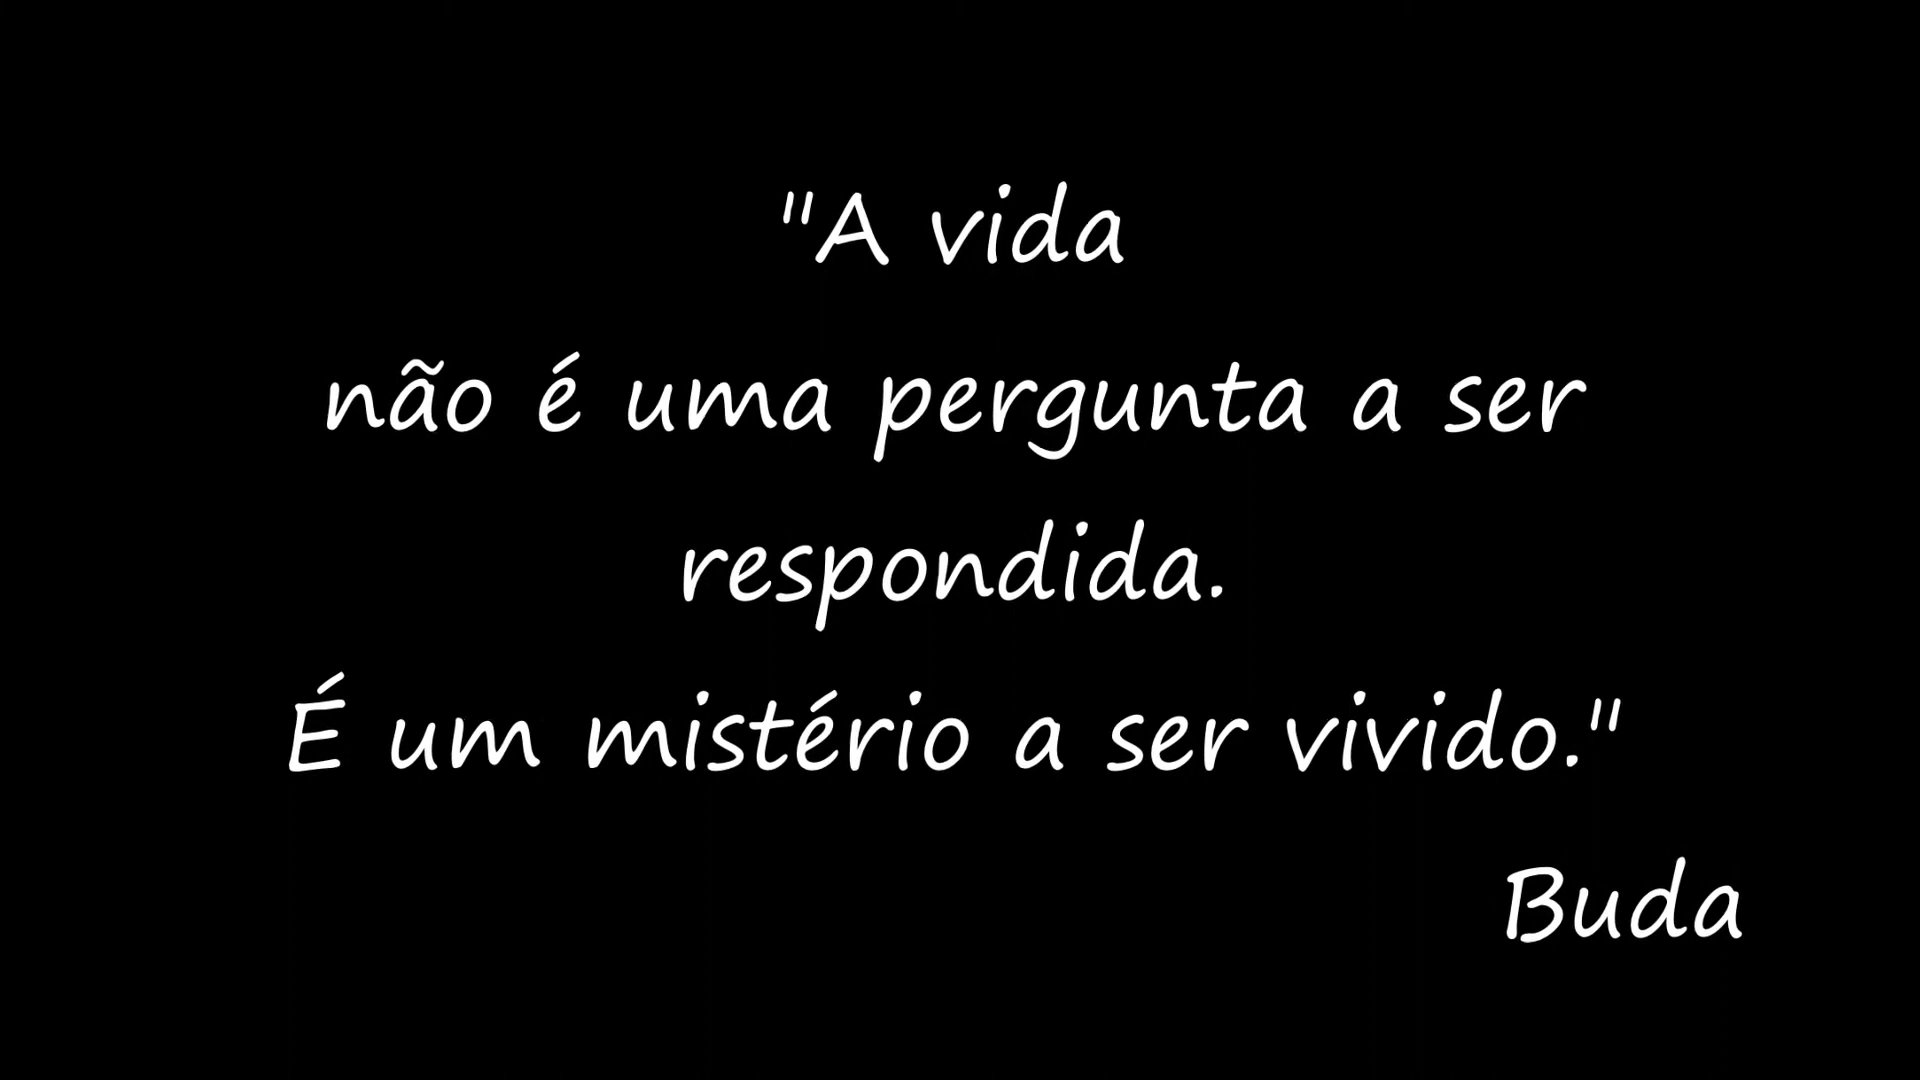 "A vida
não é uma pergunta a ser
respondida.
É um mistério a ser vivido."
Buda